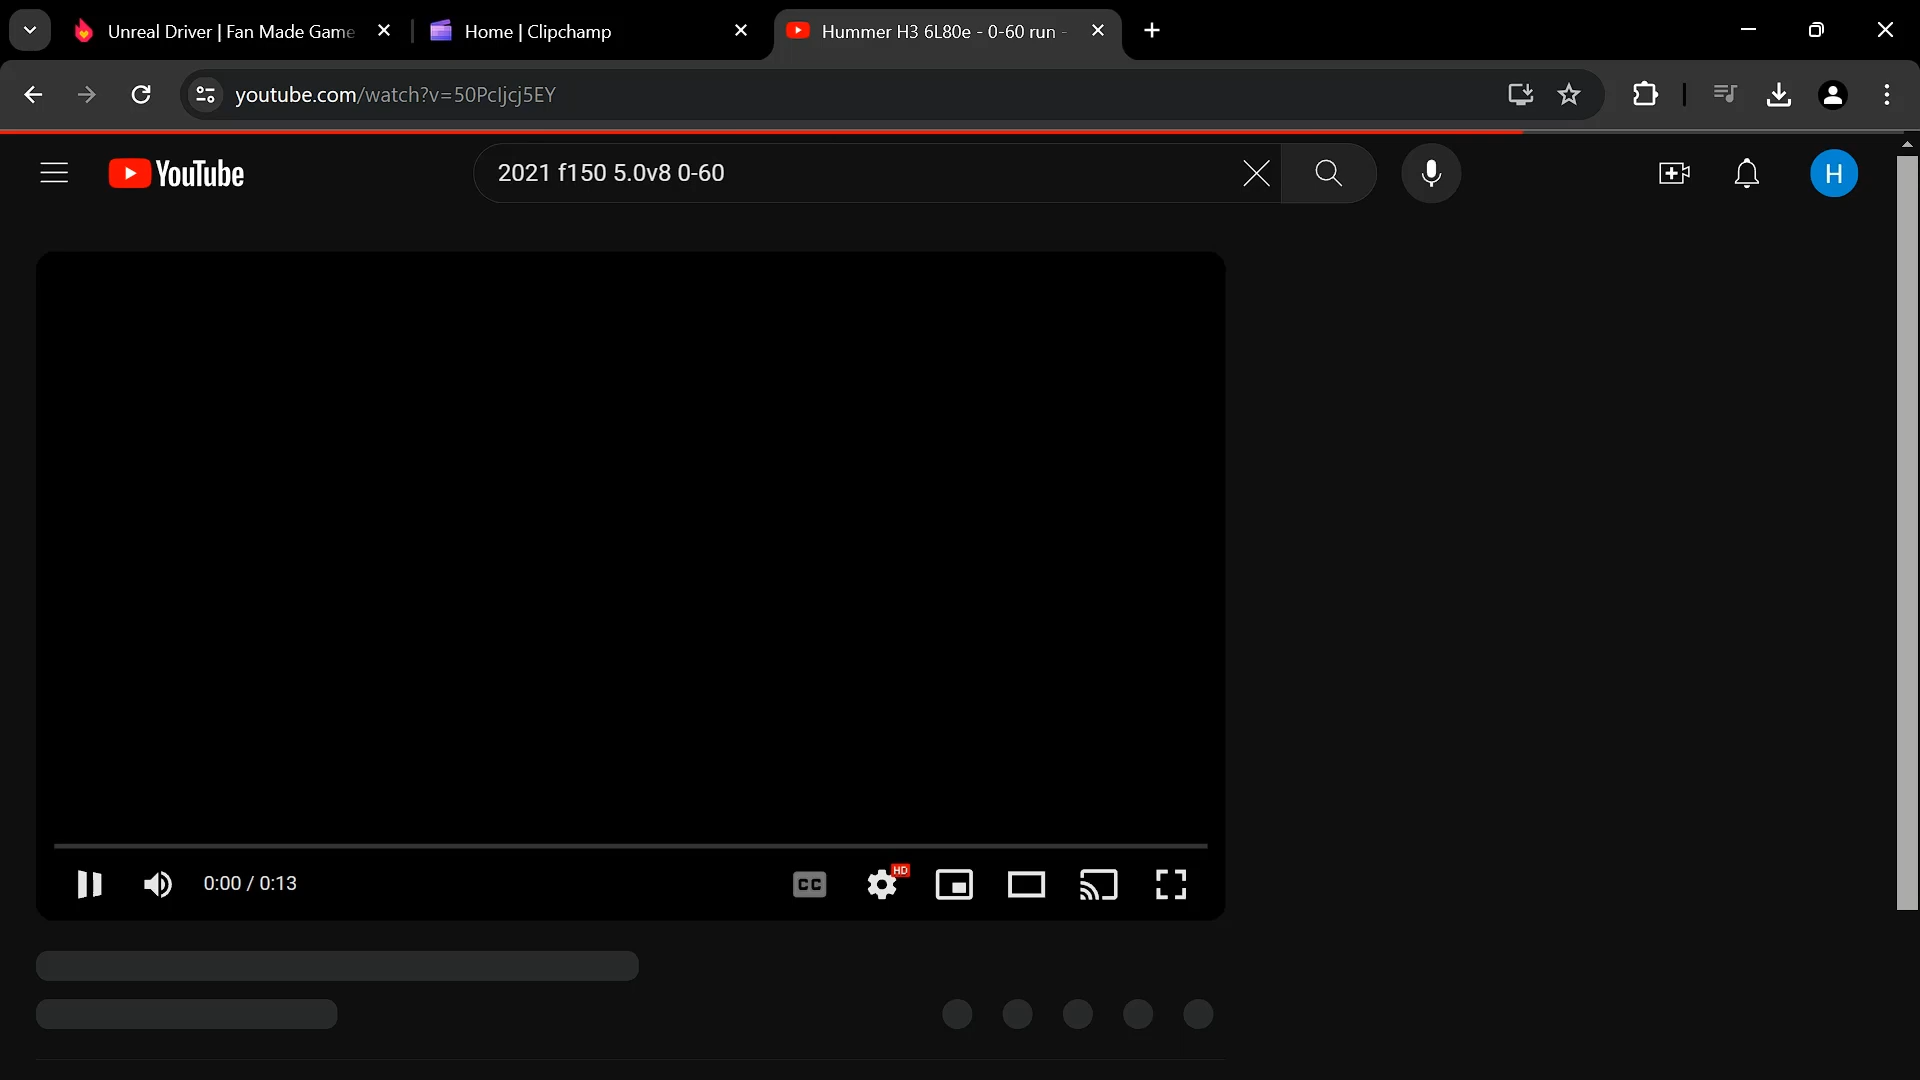 Unreal Driver | Fan Made Game
Home | Clipchamp
Hummer H3 6L80e - 0-60 run -
youtube.com/watch?v=50PcIjcj5EY
YouTube
2021 f150 5.0v8 0-60
H
0:00 / 0:13
CC
HD